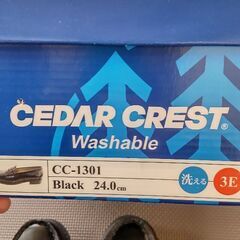 CEDAR CREST®
Washable
CC-1301
Black 24.0cm
洗える
3E